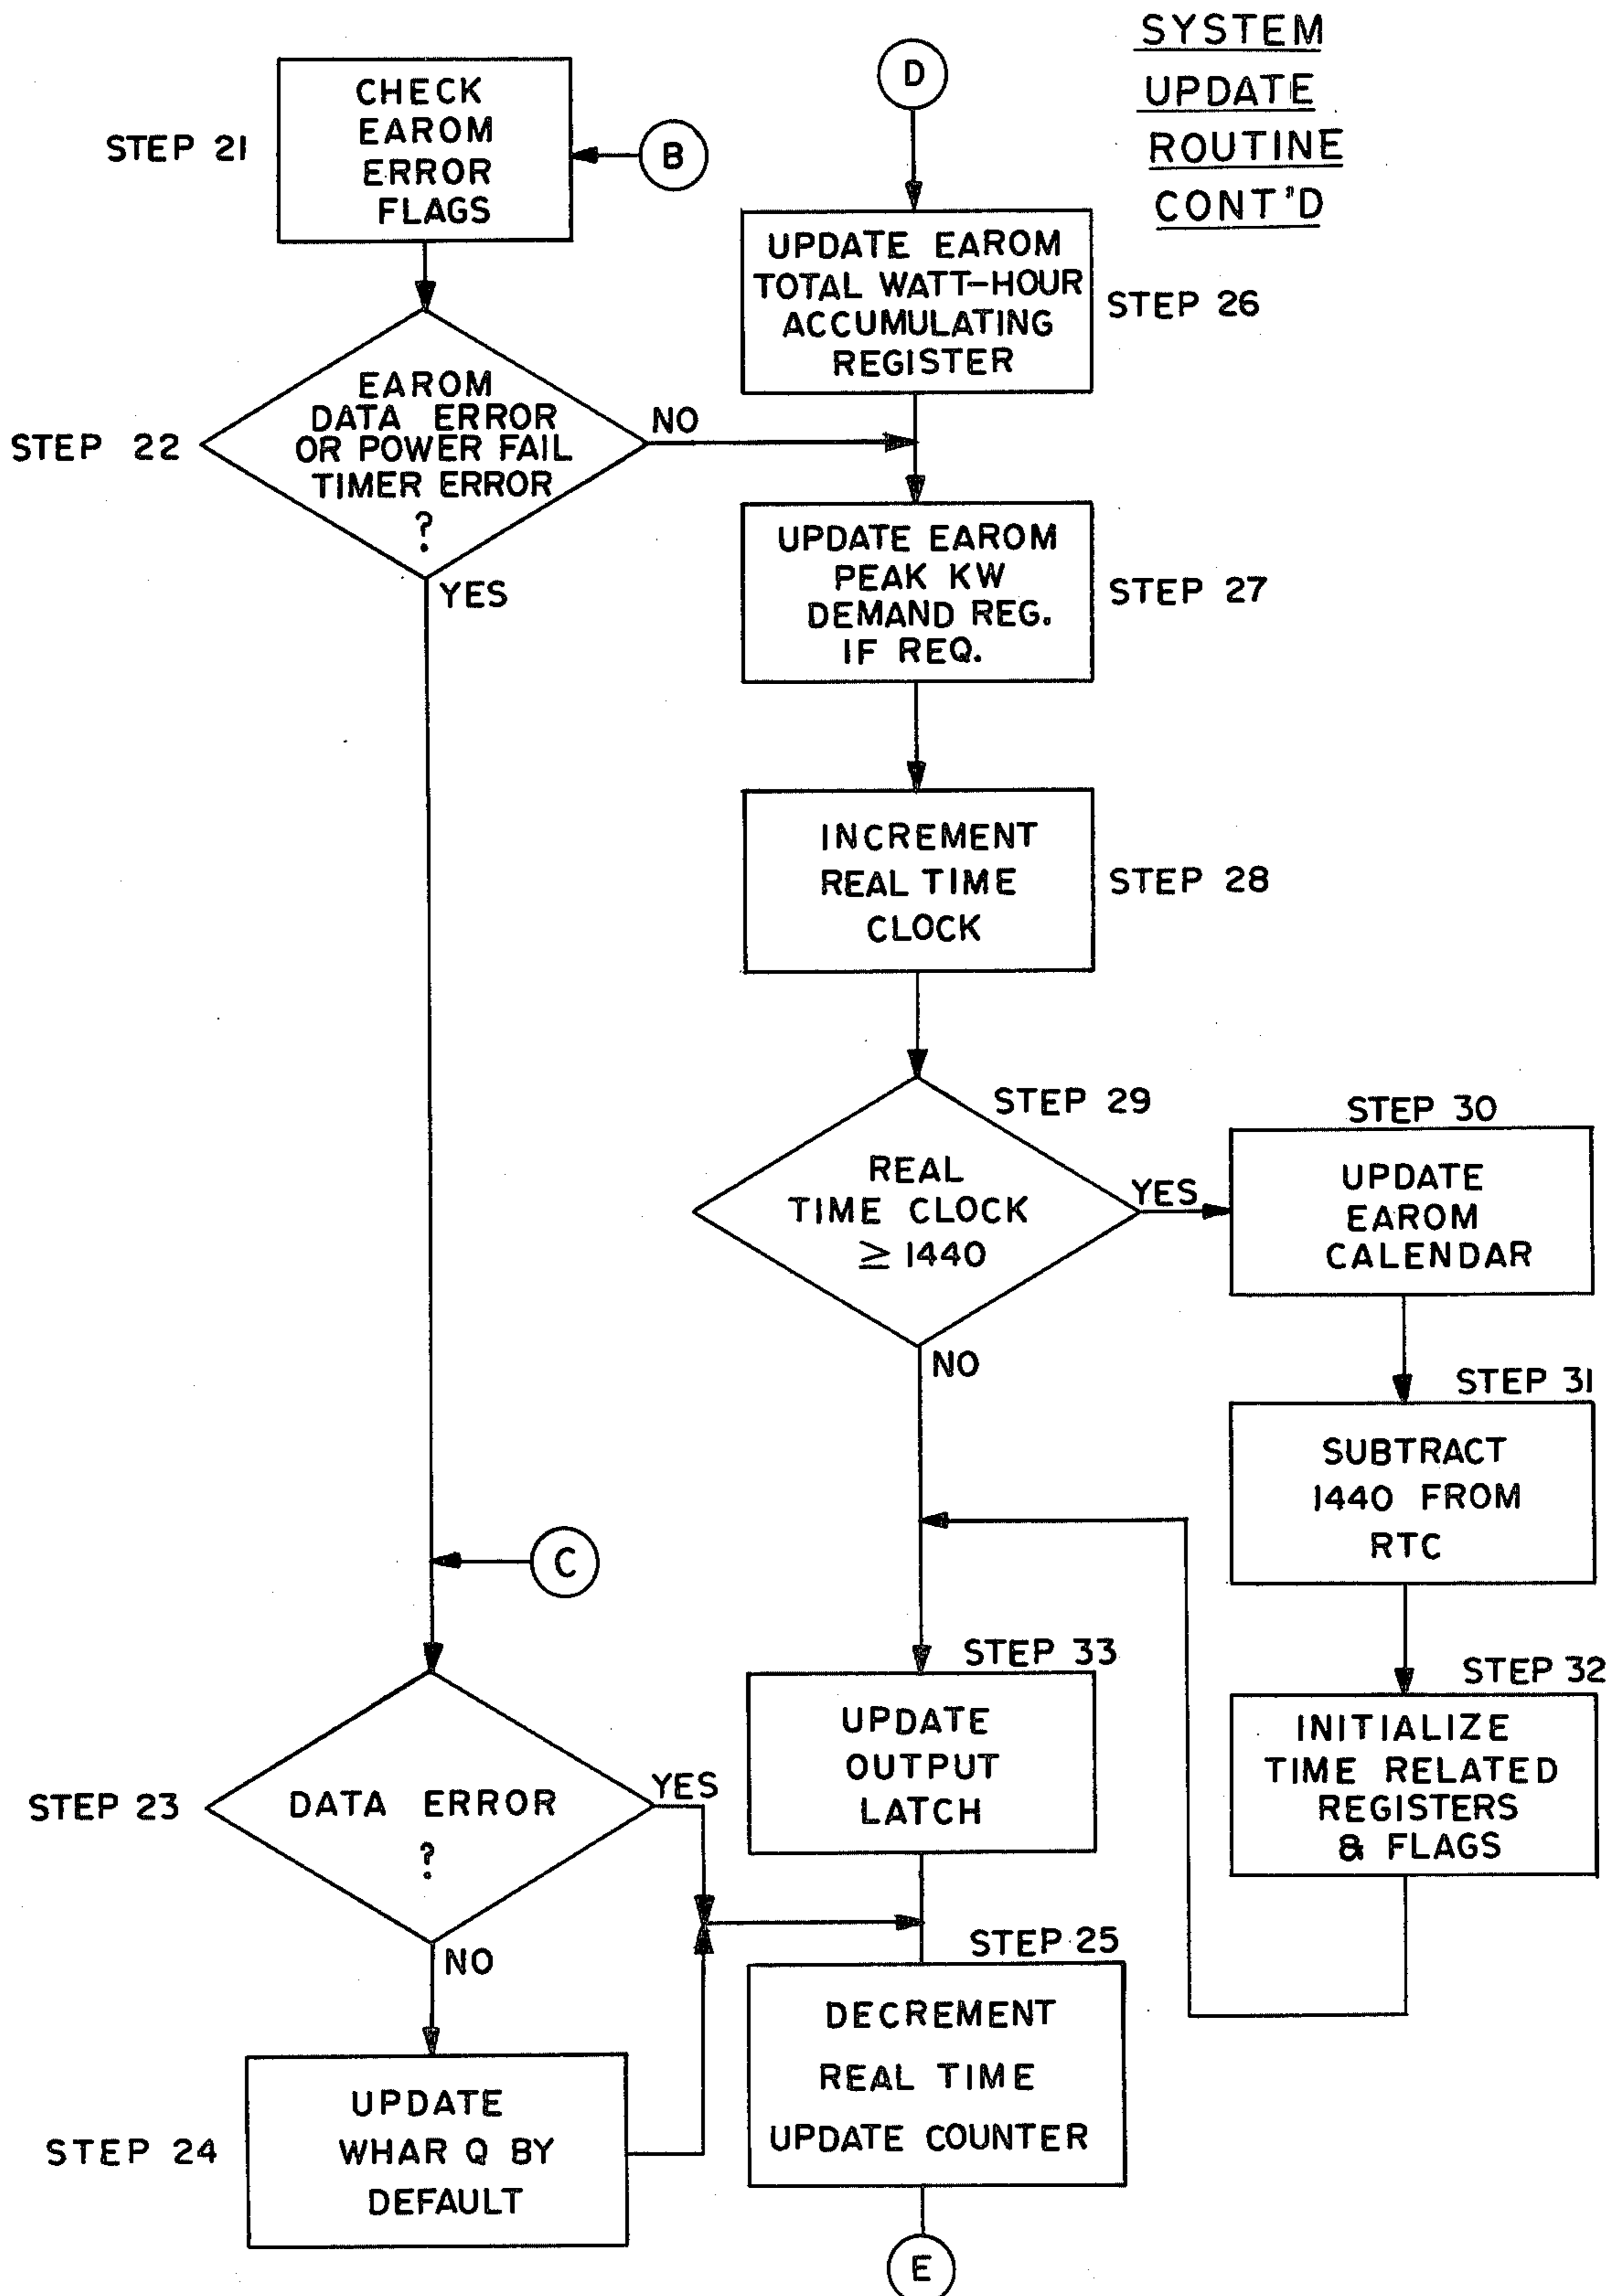 SYSTEM
UPDATE
ROUTINE
CONT'D
STEP 21
CHECK
EAROM
ERROR
FLAGS
B
D
UPDATE EAROM
TOTAL WATT-HOUR
ACCUMULATING
REGISTER
STEP 26
STEP 22
EAROM
DATA ERROR
OR POWER FAIL
TIMER ERROR
?
NO
YES
UPDATE EAROM
PEAK KW
DEMAND REG.
IF REQ.
STEP 27
INCREMENT
REAL TIME
CLOCK
STEP 28
STEP 29
REAL
TIME CLOCK
≥ 1440
YES
NO
STEP 30
UPDATE
EAROM
CALENDAR
STEP 31
SUBTRACT
1440 FROM
RTC
STEP 32
INITIALIZE
TIME RELATED
REGISTERS
& FLAGS
C
STEP 23
DATA ERROR
?
YES
NO
STEP 24
UPDATE
WHAR Q BY
DEFAULT
STEP 33
UPDATE
OUTPUT
LATCH
STEP 25
DECREMENT
REAL TIME
UPDATE COUNTER
E